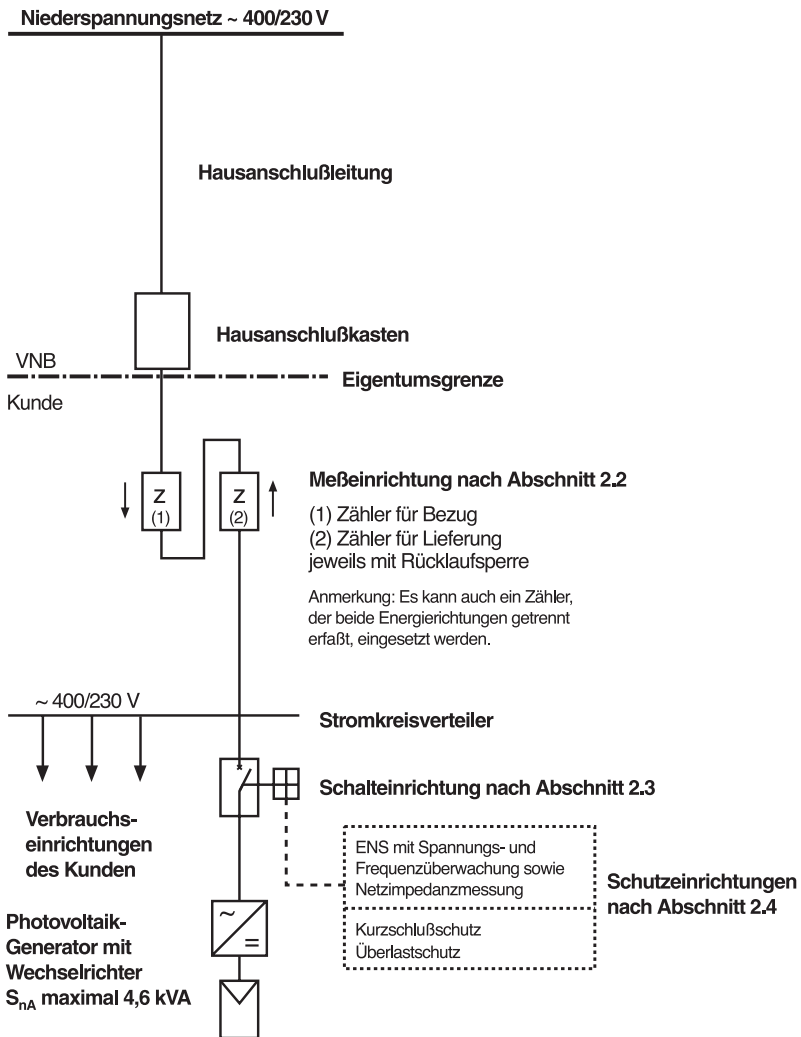 Niederspannungsnetz ~ 400/230 V
Hausanschlußleitung
Hausanschlußkasten
VNB
Eigentumsgrenze
Kunde
Meßeinrichtung nach Abschnitt 2.2
Z
(1)
Z
(2)
(1) Zähler für Bezug
(2) Zähler für Lieferung
jeweils mit Rücklaufsperre
Anmerkung: Es kann auch ein Zähler,
der beide Energierichtungen getrennt
erfaßt, eingesetzt werden.
~ 400/230 V
Stromkreisverteiler
Schalteinrichtung nach Abschnitt 2.3
Verbrauchs-
einrichtungen
des Kunden
ENS mit Spannungs- und
Frequenzüberwachung sowie
Netzimpedanzmessung
Kurzschlußschutz
Überlastschutz
Schutzeinrichtungen
nach Abschnitt 2.4
Photovoltaik-
Generator mit
Wechselrichter
SnA maximal 4,6 kVA
~
=